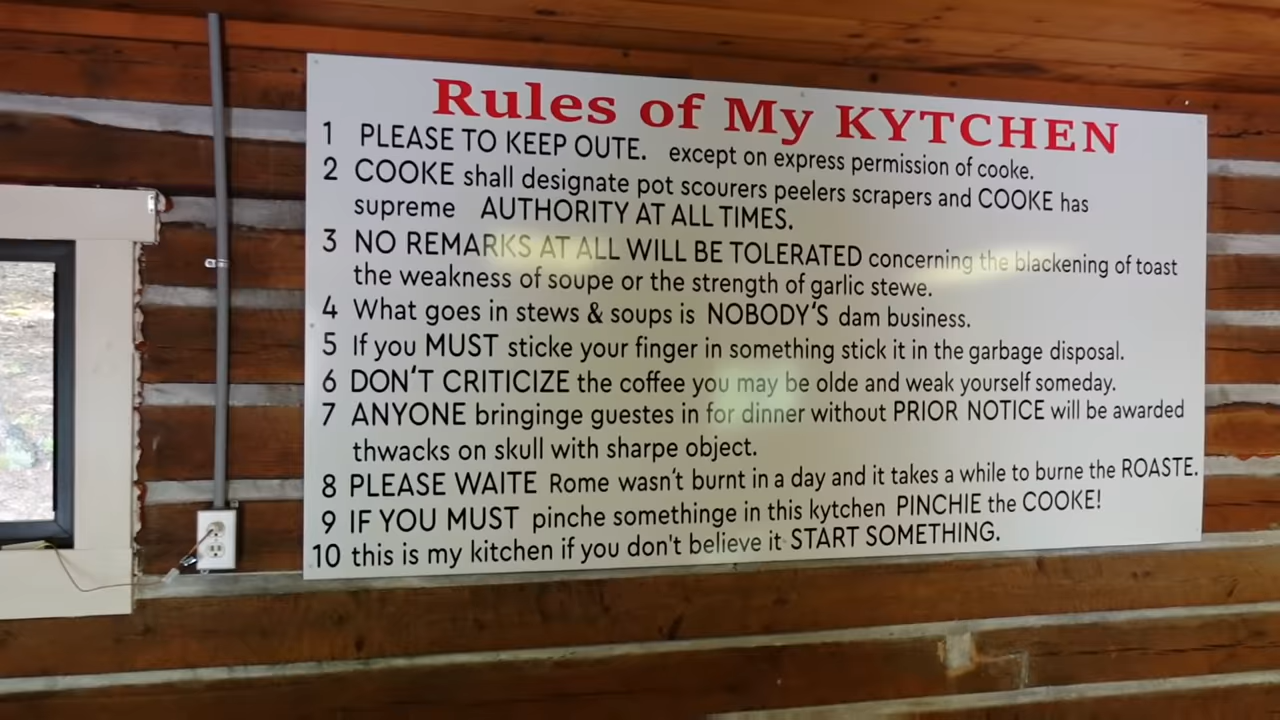 Rules of My KYTCHEN
1 PLEASE TO KEEP OUTE. except on express permission of cooke.
2 COOKE shall designate pot scourers peelers scrapers and COOKE has
supreme AUTHORITY AT ALL TIMES.
3 NO REMARKS AT ALL WILL BE TOLERATED concerning the blackening of toast
the weakness of soupe or the strength of garlic stewe.
4 What goes in stews & soups is NOBODY'S dam business.
5 If you MUST sticke your finger in something stick it in the garbage disposal.
6 DON'T CRITICIZE the coffee you may be olde and weak yourself someday.
7 ANYONE bringinge guestes in for dinner without PRIOR NOTICE will be awarded
thwacks on skull with sharpe object.
8 PLEASE WAITE Rome wasn't burnt in a day and it takes a while to burne the ROASTE.
9 IF YOU MUST pinche somethinge in this kytchen PINCHIE the COOKE!
10 this is my kitchen if you don't believe it START SOMETHING.